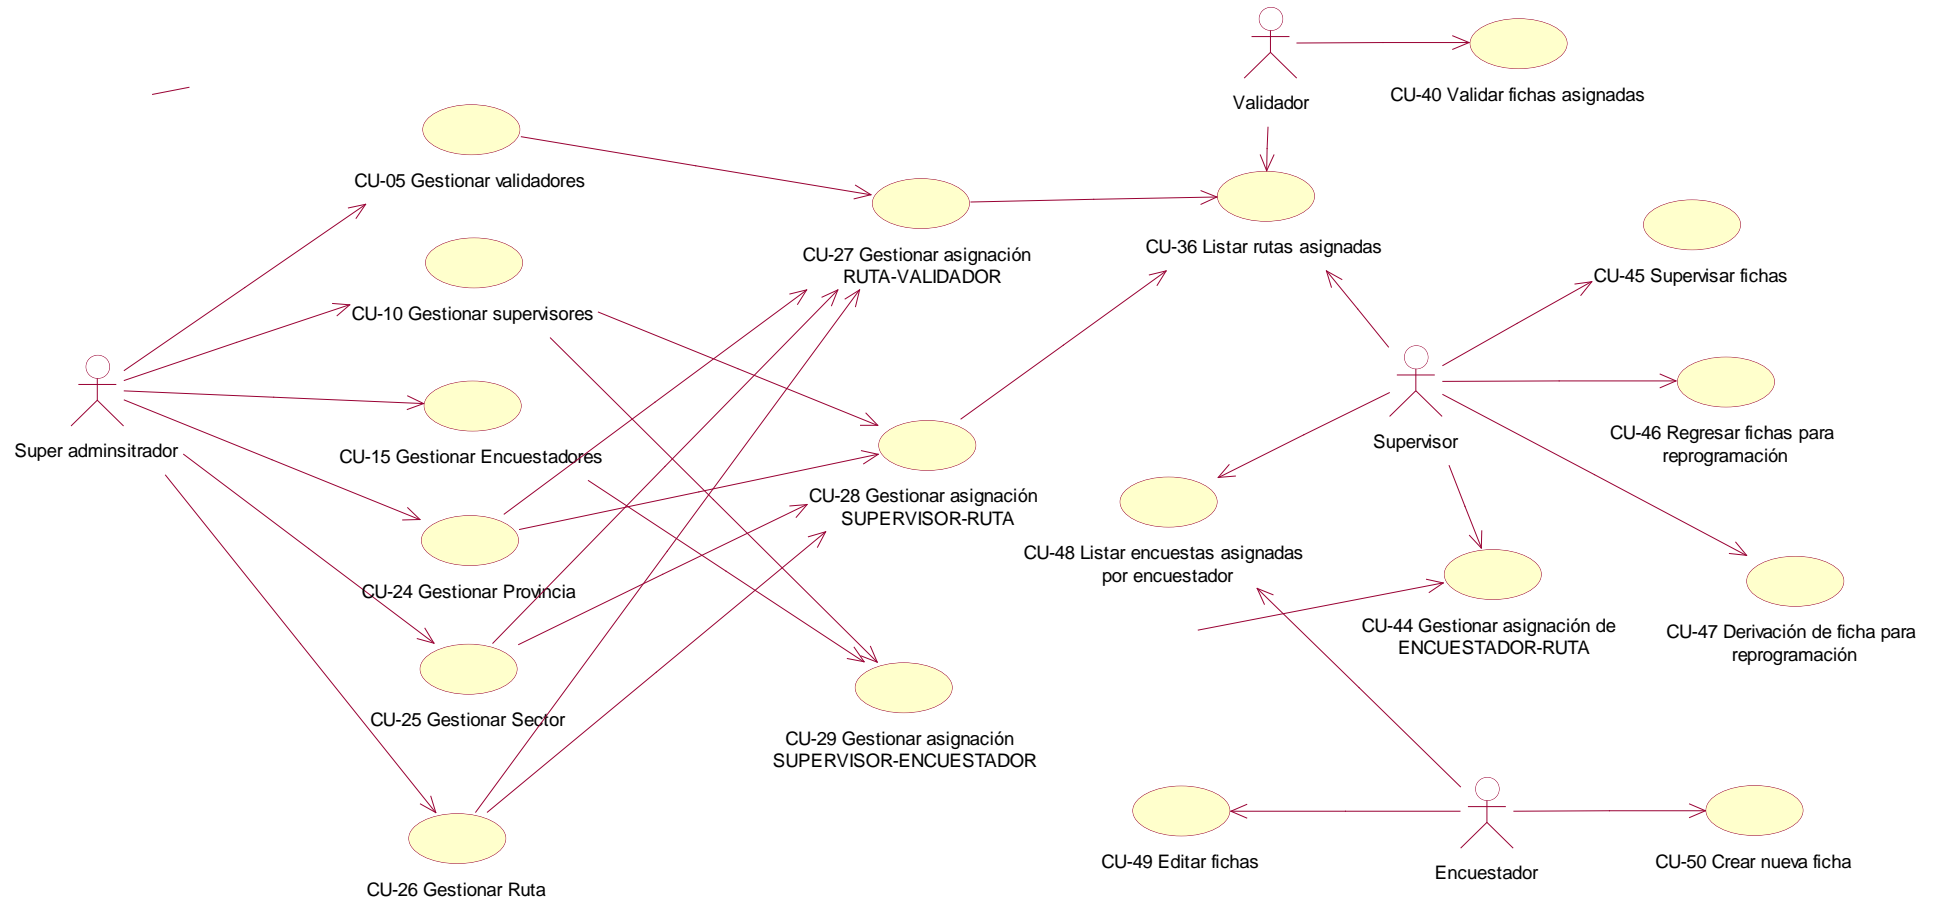 Validador
CU-40 Validar fichas asignadas
CU-05 Gestionar validadores
CU-27 Gestionar asignación
RUTA-VALIDADOR
CU-36 Listar rutas asignadas
CU-45 Supervisar fichas
CU-10 Gestionar supervisores
Super adminsitrador
CU-15 Gestionar Encuestadores
Supervisor
CU-46 Regresar fichas para
reprogramación
CU-28 Gestionar asignación
SUPERVISOR-RUTA
CU-48 Listar encuestas asignadas
por encuestador
CU-24 Gestionar Provincia
CU-44 Gestionar asignación de
ENCUESTADOR-RUTA
CU-47 Derivación de ficha para
reprogramación
CU-25 Gestionar Sector
CU-29 Gestionar asignación
SUPERVISOR-ENCUESTADOR
CU-49 Editar fichas
Encuestador
CU-50 Crear nueva ficha
CU-26 Gestionar Ruta